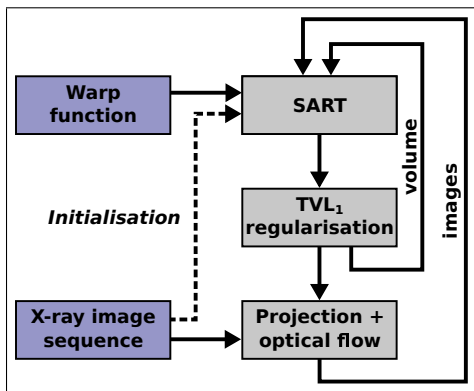 Warp
function
SART
Initialisation
TVL₁
regularisation
volume
images
X-ray image
sequence
Projection +
optical flow